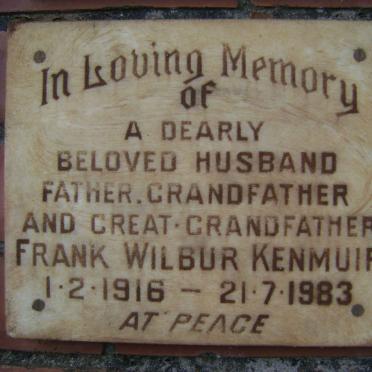 In Loving Memory
of
A DEARLY
BELOVED HUSBAND
FATHER. GRANDFATHER
AND GREAT-GRANDFATHER
FRANK WILBUR KENMUIR
1·2·1916 — 21·7·1983
AT PEACE